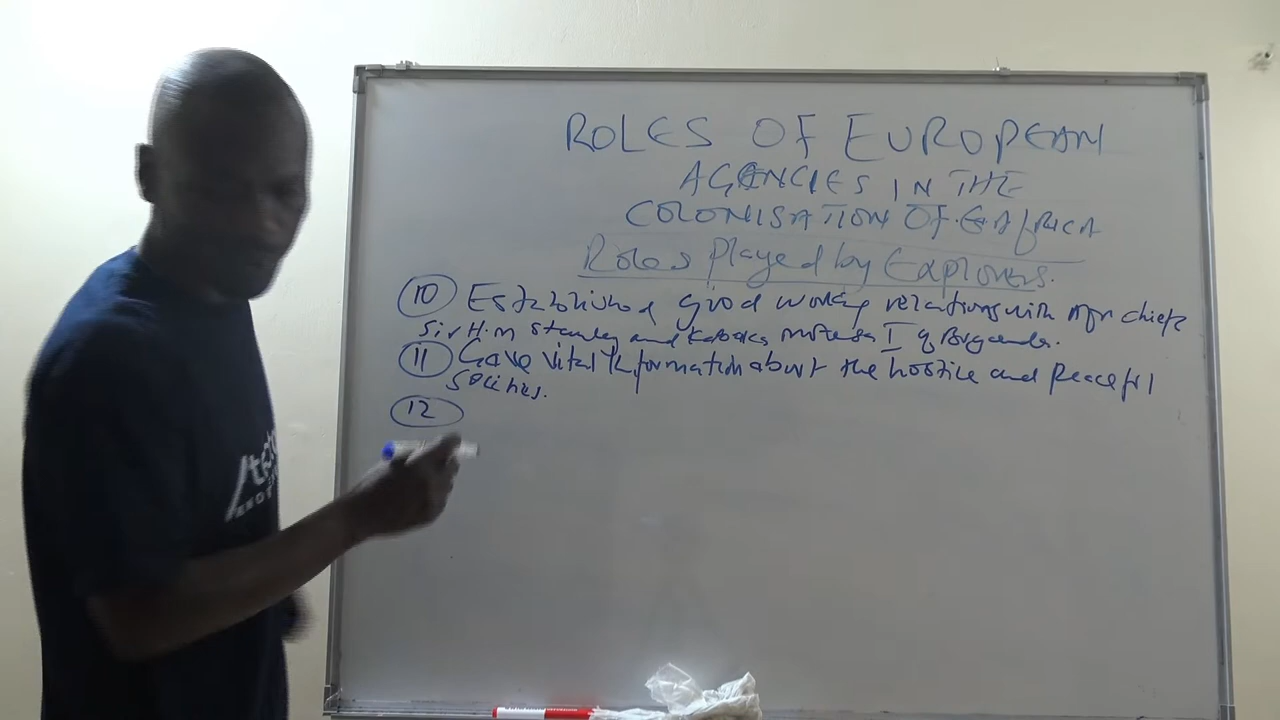 ROLES OF EUROPEAN
AGENCIES IN THE
COLONISATION OF E.AfRICA
Roles Played by Explorers.
10 Established good working relations with Afrn chiefs
Sir H.M Stanley and Kabaka Mutesa I of Buganda.
11 Gave vital Information about the hostile and Peaceful
Societies.
12